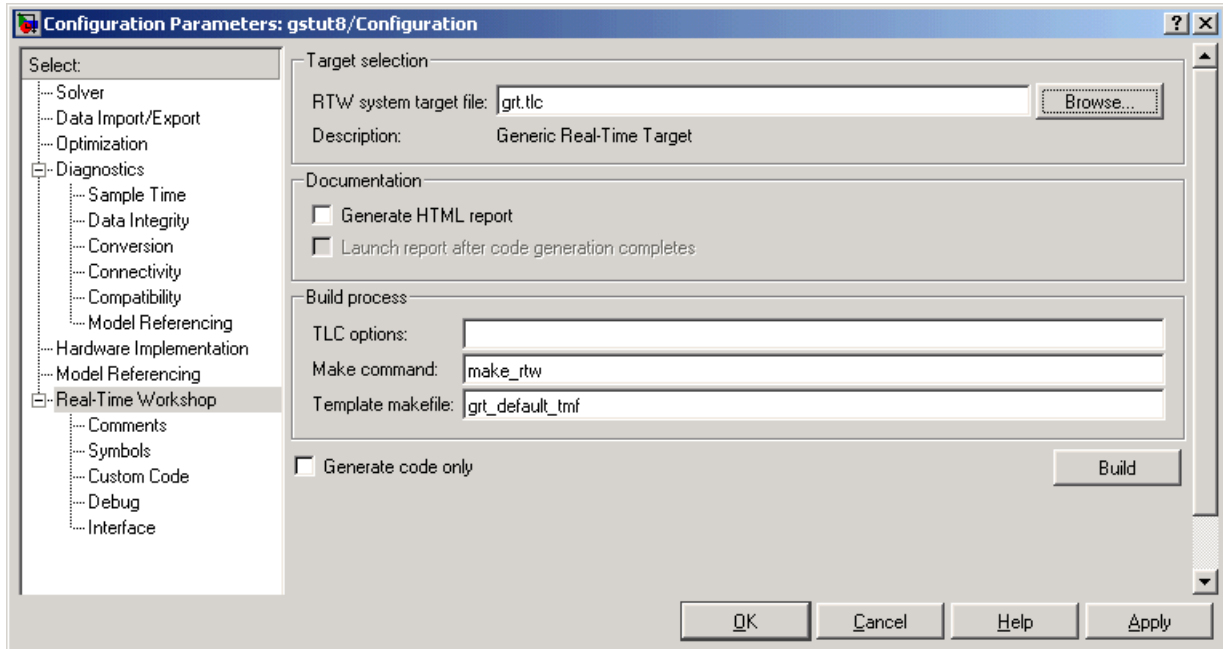 Configuration Parameters: gstut8/Configuration
Select:
Solver
Data Import/Export
Optimization
Diagnostics
Sample Time
Data Integrity
Conversion
Connectivity
Compatibility
Model Referencing
Hardware Implementation
Model Referencing
Real-Time Workshop
Comments
Symbols
Custom Code
Debug
Interface
Target selection
RTW system target file: grt.tlc Browse...
Description: Generic Real-Time Target
Documentation
Generate HTML report
Launch report after code generation completes
Build process
TLC options:
Make command: make_rtw
Template makefile: grt_default_tmf
Generate code only Build
OK Cancel Help Apply